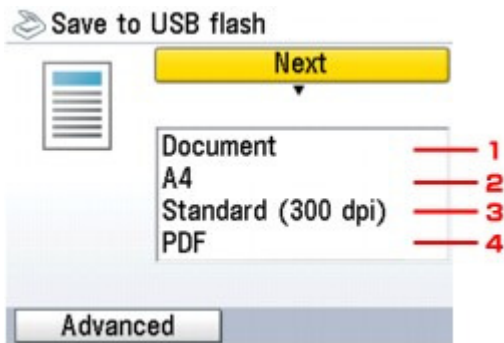 Save to USB flash
Next
Document 1
A4 2
Standard (300 dpi) 3
PDF 4
Advanced